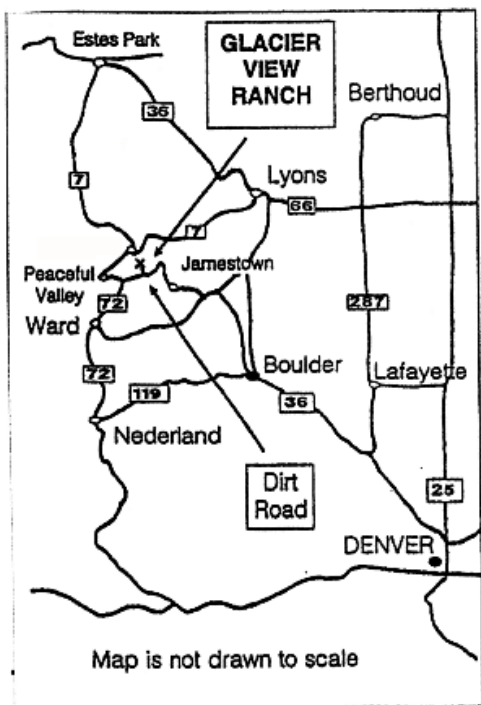 Estes Park
GLACIER
VIEW
RANCH
36
Berthoud
7
Lyons
66
7
Peaceful
Valley
Jamestown
72
287
Ward
72
Boulder
Lafayette
119
36
Nederland
Dirt
Road
25
DENVER
Map is not drawn to scale